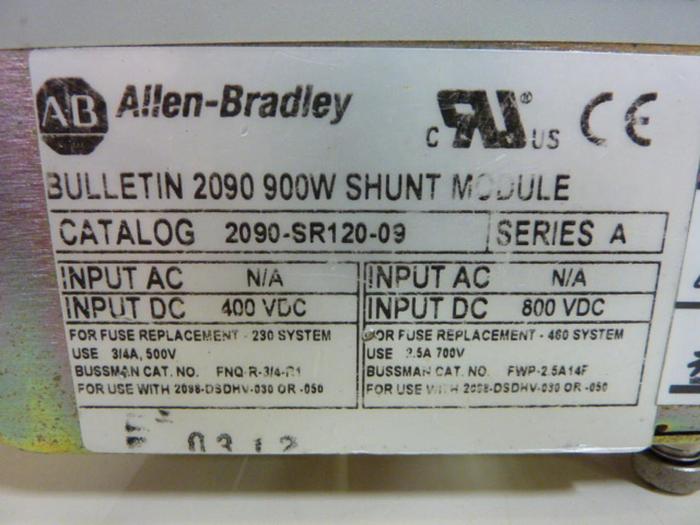 AB Allen-Bradley
C RU ® US CE
BULLETIN 2090 900W SHUNT MODULE
CATALOG 2090-SR120-09 SERIES A
INPUT AC N/A INPUT AC N/A
INPUT DC 400 VDC INPUT DC 800 VDC
FOR FUSE REPLACEMENT - 230 SYSTEM FOR FUSE REPLACEMENT - 460 SYSTEM
USE 3/4A, 500V USE 2.5A 700V
BUSSMAN CAT. NO. FNQ-R-3/4-R1 BUSSMAN CAT. NO. FWP-2.5A14F
FOR USE WITH 2098-DSDHV-030 OR -050 FOR USE WITH 2098-DSDHV-030 OR -050
0312